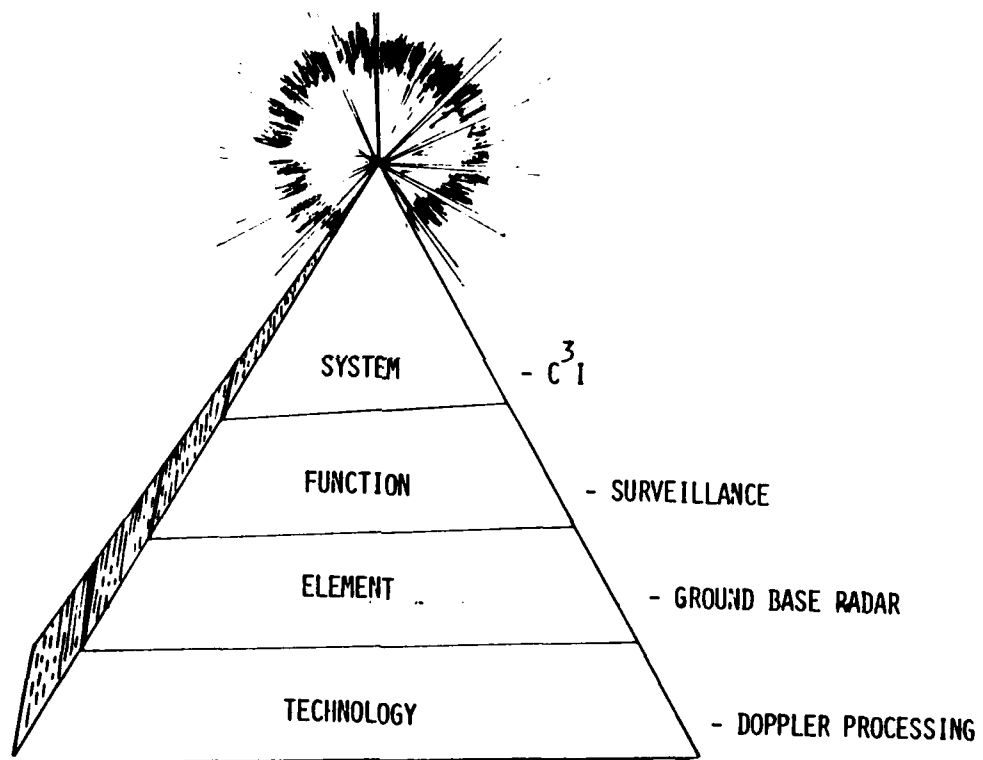 SYSTEM - C³I
FUNCTION - SURVEILLANCE
ELEMENT - GROUND BASE RADAR
TECHNOLOGY - DOPPLER PROCESSING